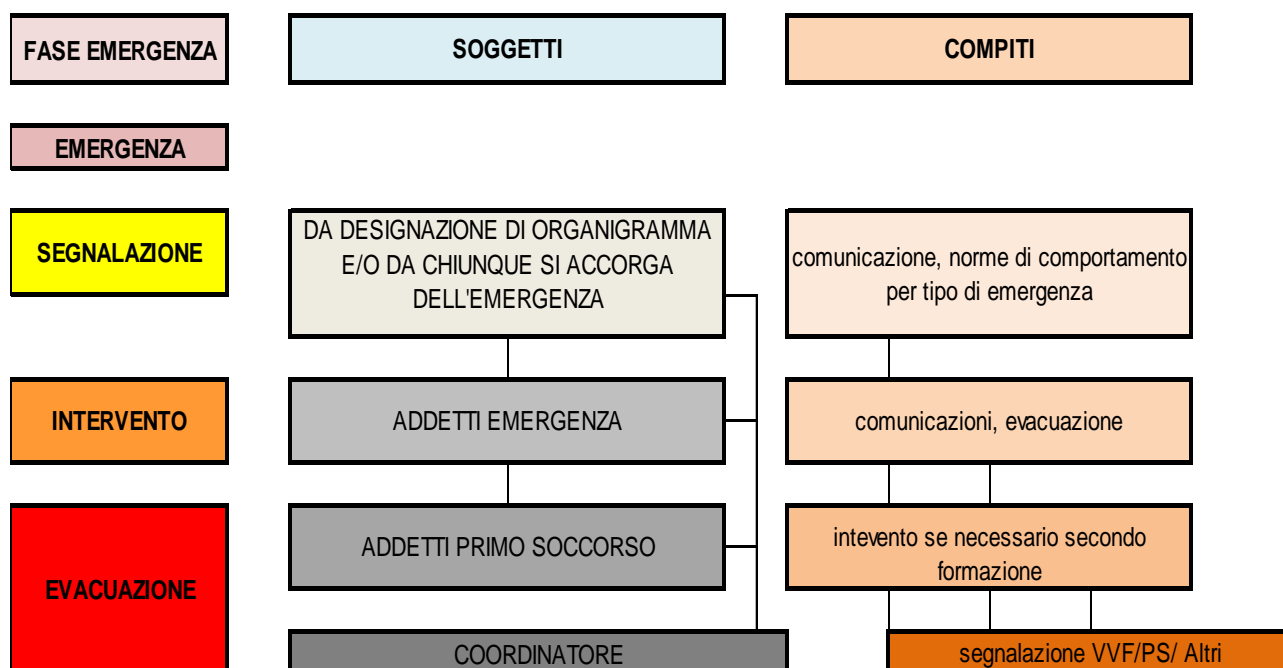 FASE EMERGENZA
SOGGETTI
COMPITI
EMERGENZA
SEGNALAZIONE
DA DESIGNAZIONE DI ORGANIGRAMMA
E/O DA CHIUNQUE SI ACCORGA
DELL'EMERGENZA
comunicazione, norme di comportamento
per tipo di emergenza
INTERVENTO
ADDETTI EMERGENZA
comunicazioni, evacuazione
EVACUAZIONE
ADDETTI PRIMO SOCCORSO
intevento se necessario secondo
formazione
COORDINATORE
segnalazione VVF/PS/ Altri